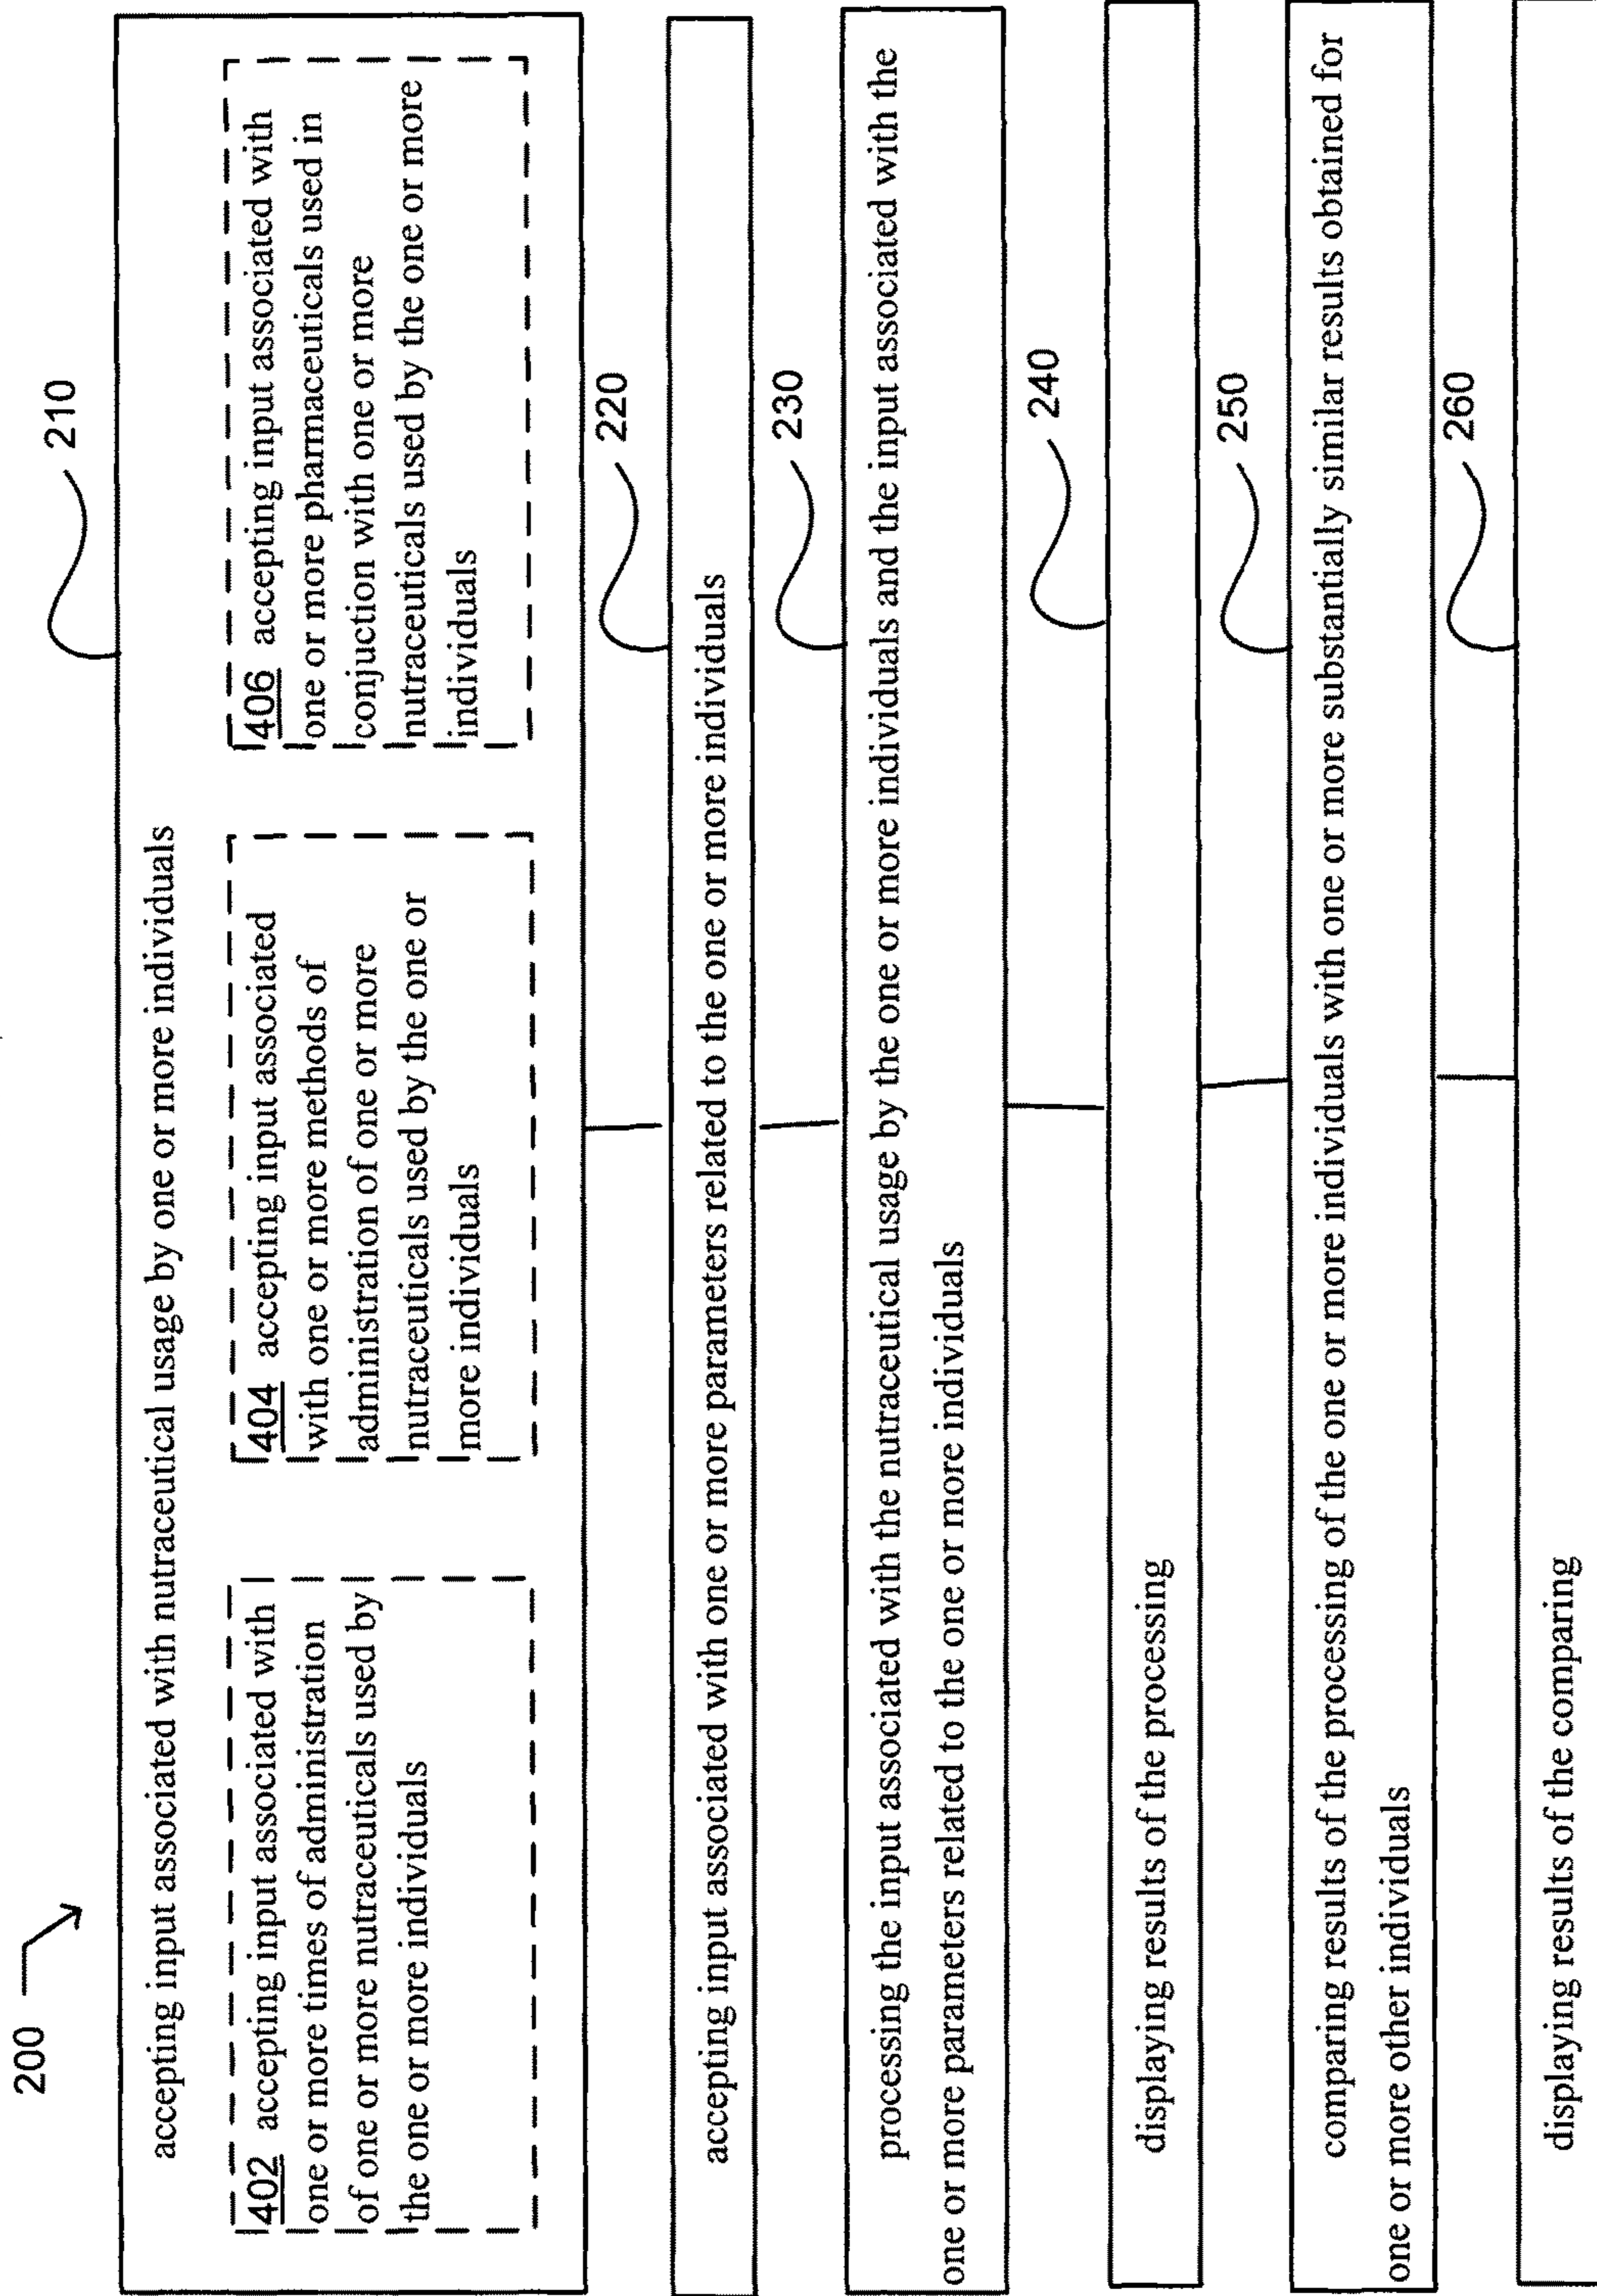 200
210
accepting input associated with nutraceutical usage by one or more individuals
402 accepting input associated with
one or more times of administration
of one or more nutraceuticals used by
the one or more individuals
404 accepting input associated
with one or more methods of
administration of one or more
nutraceuticals used by the one or
more individuals
406 accepting input associated with
one or more pharmaceuticals used in
conjuction with one or more
nutraceuticals used by the one or more
individuals
220
accepting input associated with one or more parameters related to the one or more individuals
230
processing the input associated with the nutraceutical usage by the one or more individuals and the input associated with the
one or more parameters related to the one or more individuals
240
displaying results of the processing
250
comparing results of the processing of the one or more individuals with one or more substantially similar results obtained for
one or more other individuals
260
displaying results of the comparing